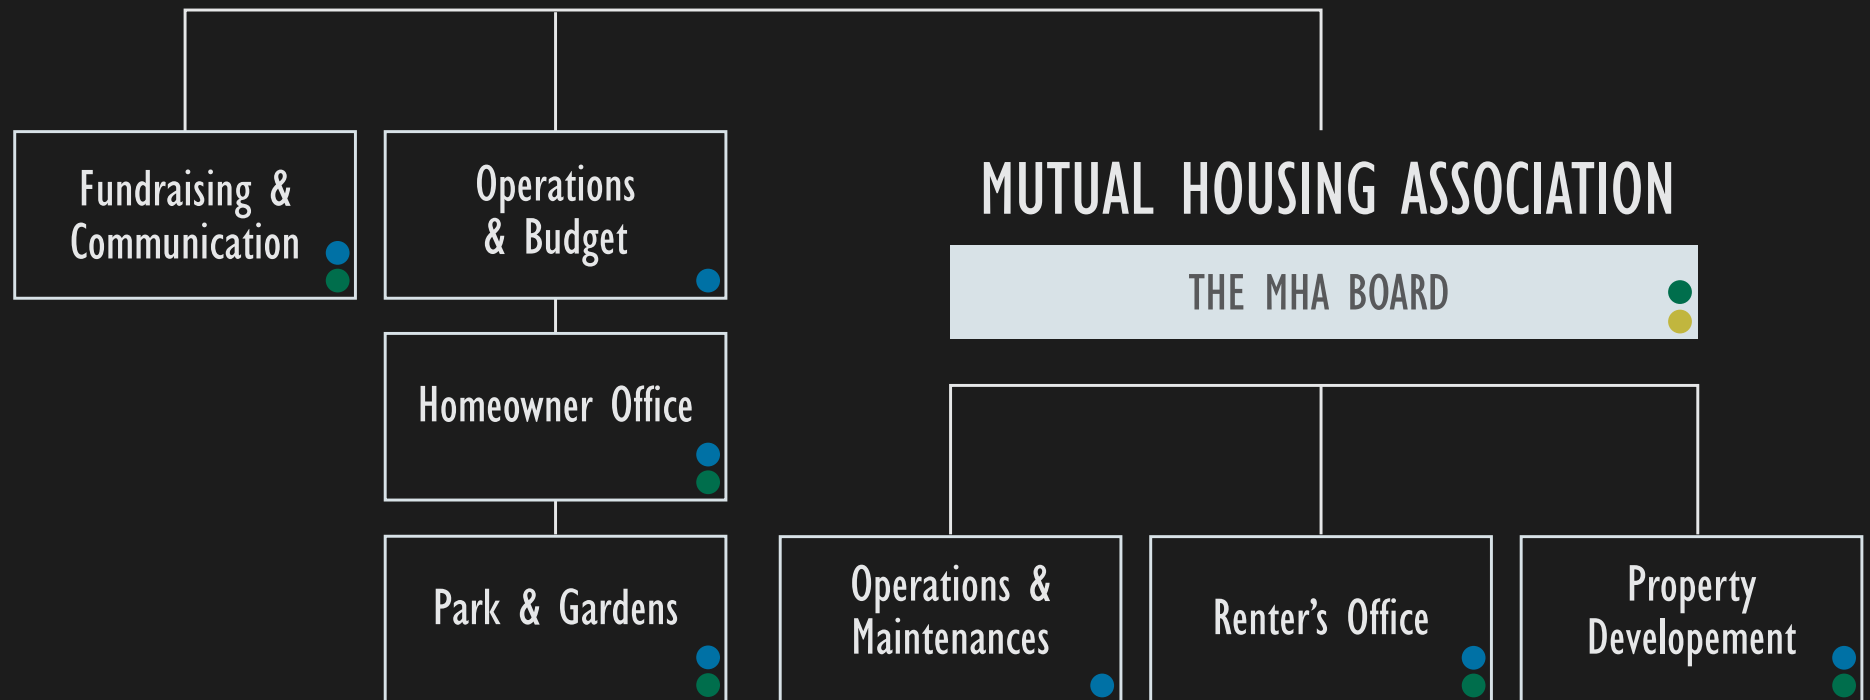 Fundraising &
Communication
Operations
& Budget
MUTUAL HOUSING ASSOCIATION
THE MHA BOARD
Homeowner Office
Park & Gardens
Operations &
Maintenances
Renter’s Office
Property
Developement